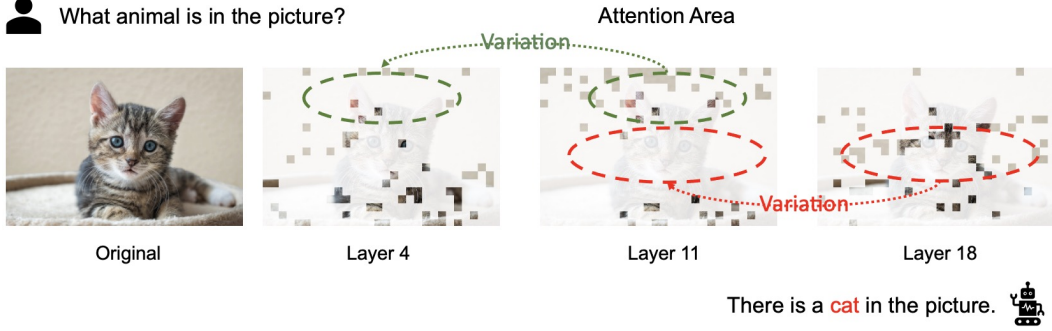 What animal is in the picture?
Attention Area
Variation
Variation
Original
Layer 4
Layer 11
Layer 18
There is a cat in the picture.